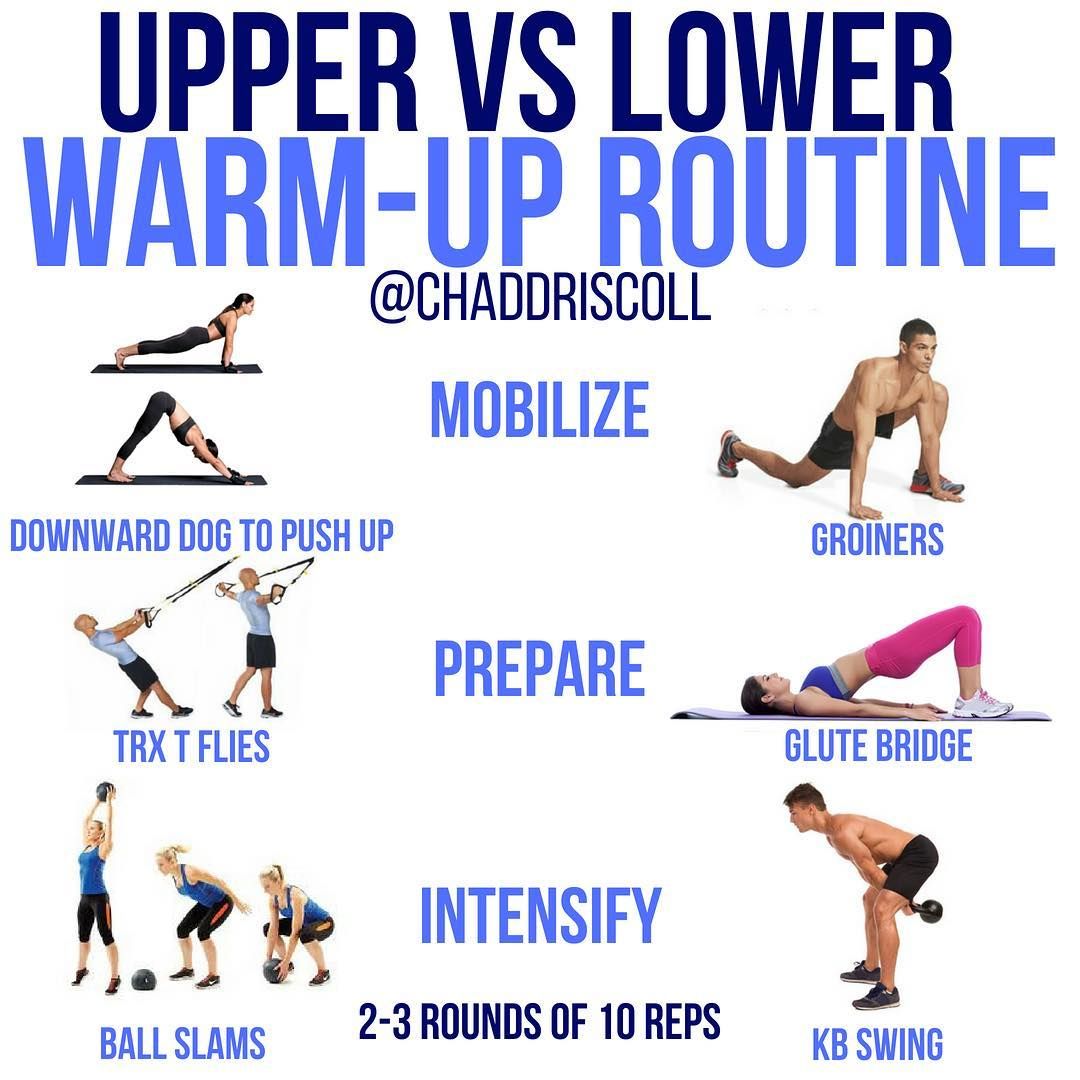 UPPER VS LOWER
WARM-UP ROUTINE
@CHADDRISCOLL
MOBILIZE
DOWNWARD DOG TO PUSH UP
GROINERS
PREPARE
TRX T FLIES
GLUTE BRIDGE
INTENSIFY
2-3 ROUNDS OF 10 REPS
BALL SLAMS
KB SWING